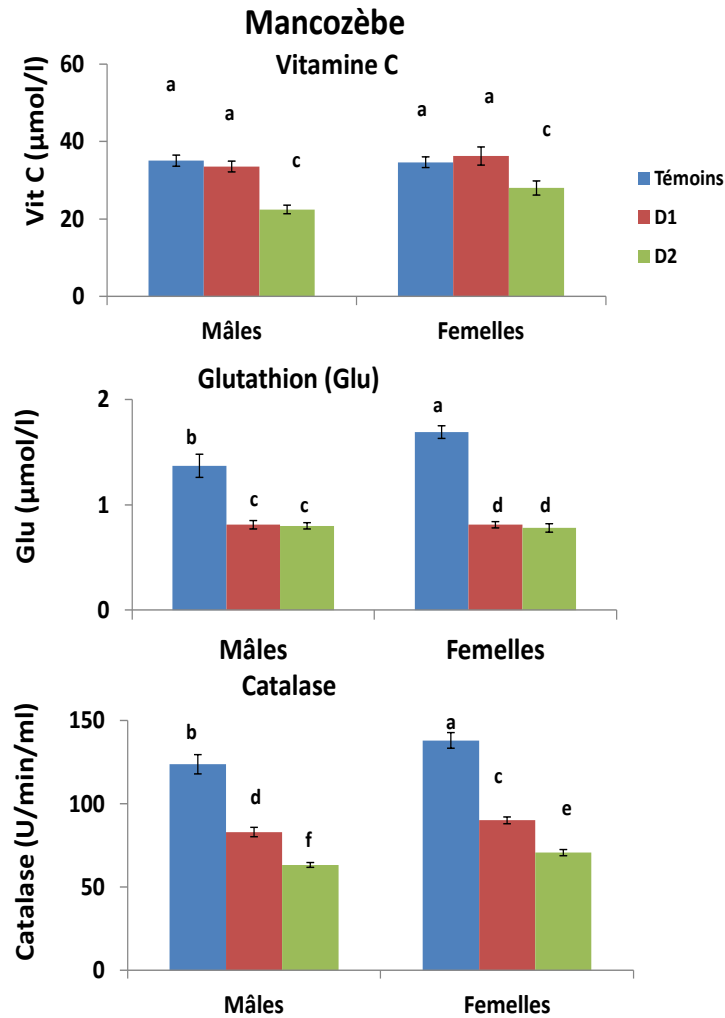 Mancozèbe
Vitamine C
Vit C (µmol/l)
60
40
20
0
a
a
c
a
a
c
Mâles
Femelles
Témoins
D1
D2
Glutathion (Glu)
Glu (µmol/l)
2
1
0
b
c
c
a
d
d
Mâles
Femelles
Catalase
Catalase (U/min/ml)
150
100
50
0
b
d
f
a
c
e
Mâles
Femelles